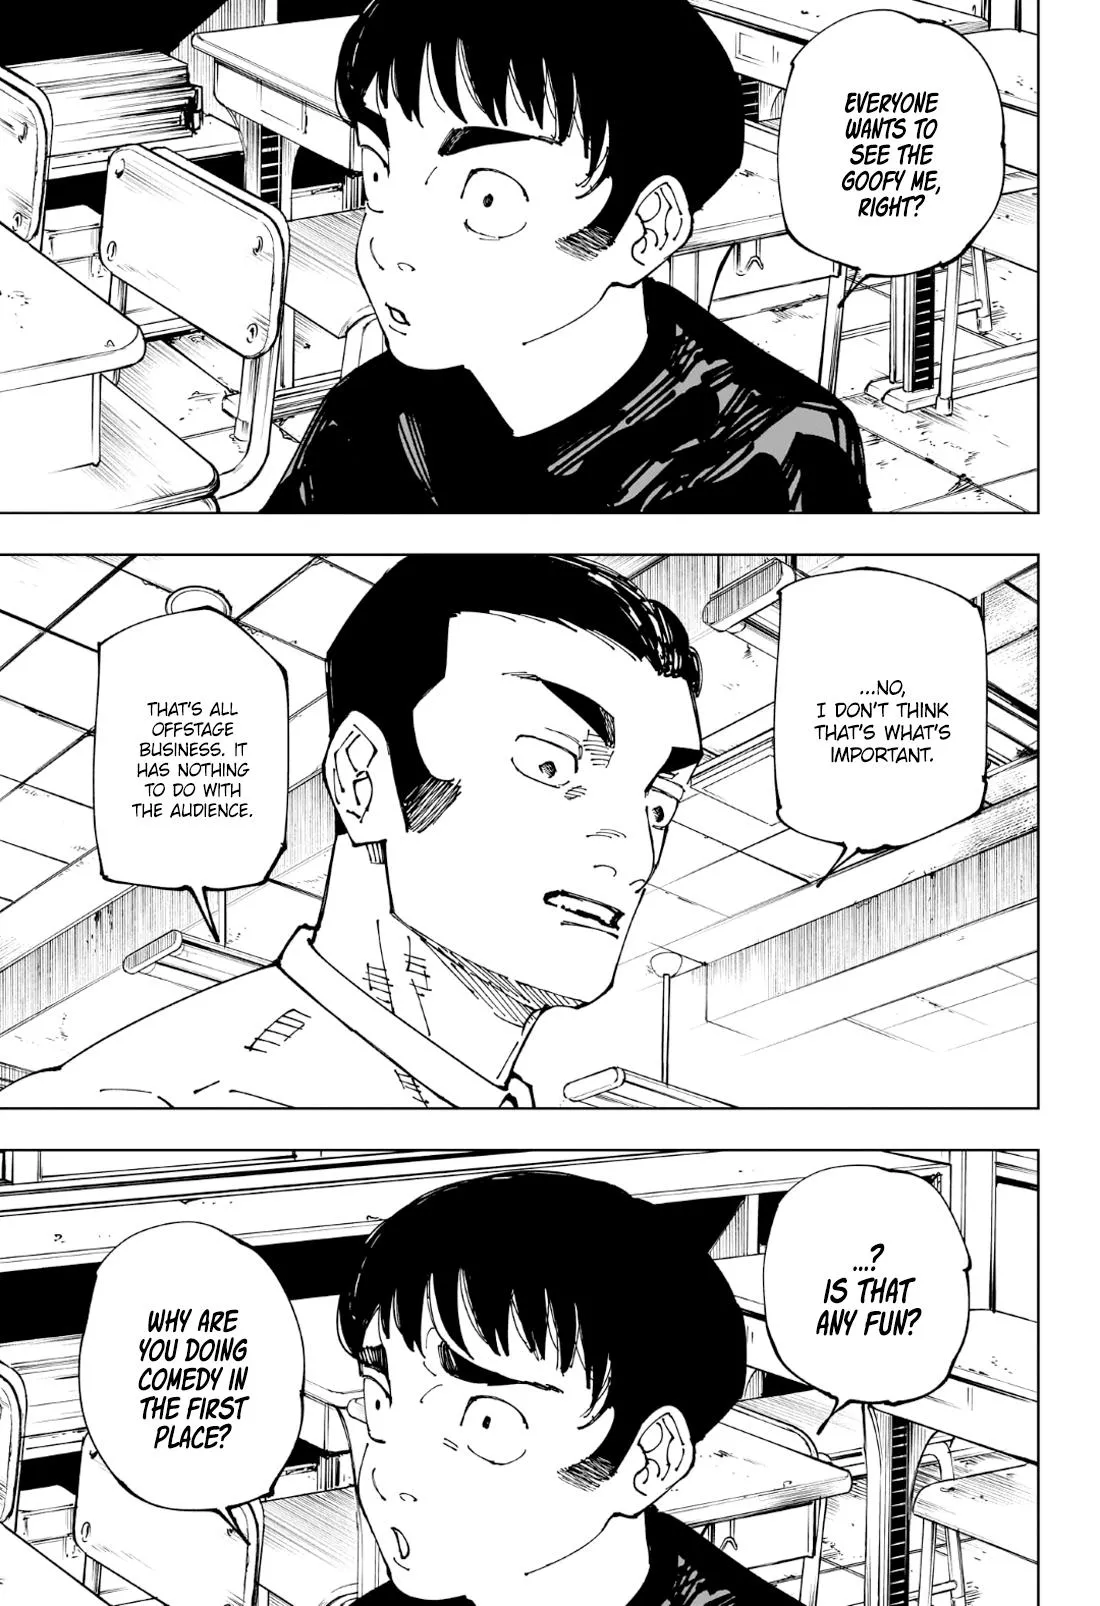 EVERYONE
WANTS TO
SEE THE
GOOFY ME,
RIGHT?
...NO,
I DON'T THINK
THAT'S WHAT'S
IMPORTANT.
THAT'S ALL
OFFSTAGE
BUSINESS. IT
HAS NOTHING
TO DO WITH
THE AUDIENCE.
...?
IS THAT
ANY FUN?
WHY ARE
YOU DOING
COMEDY IN
THE FIRST
PLACE?